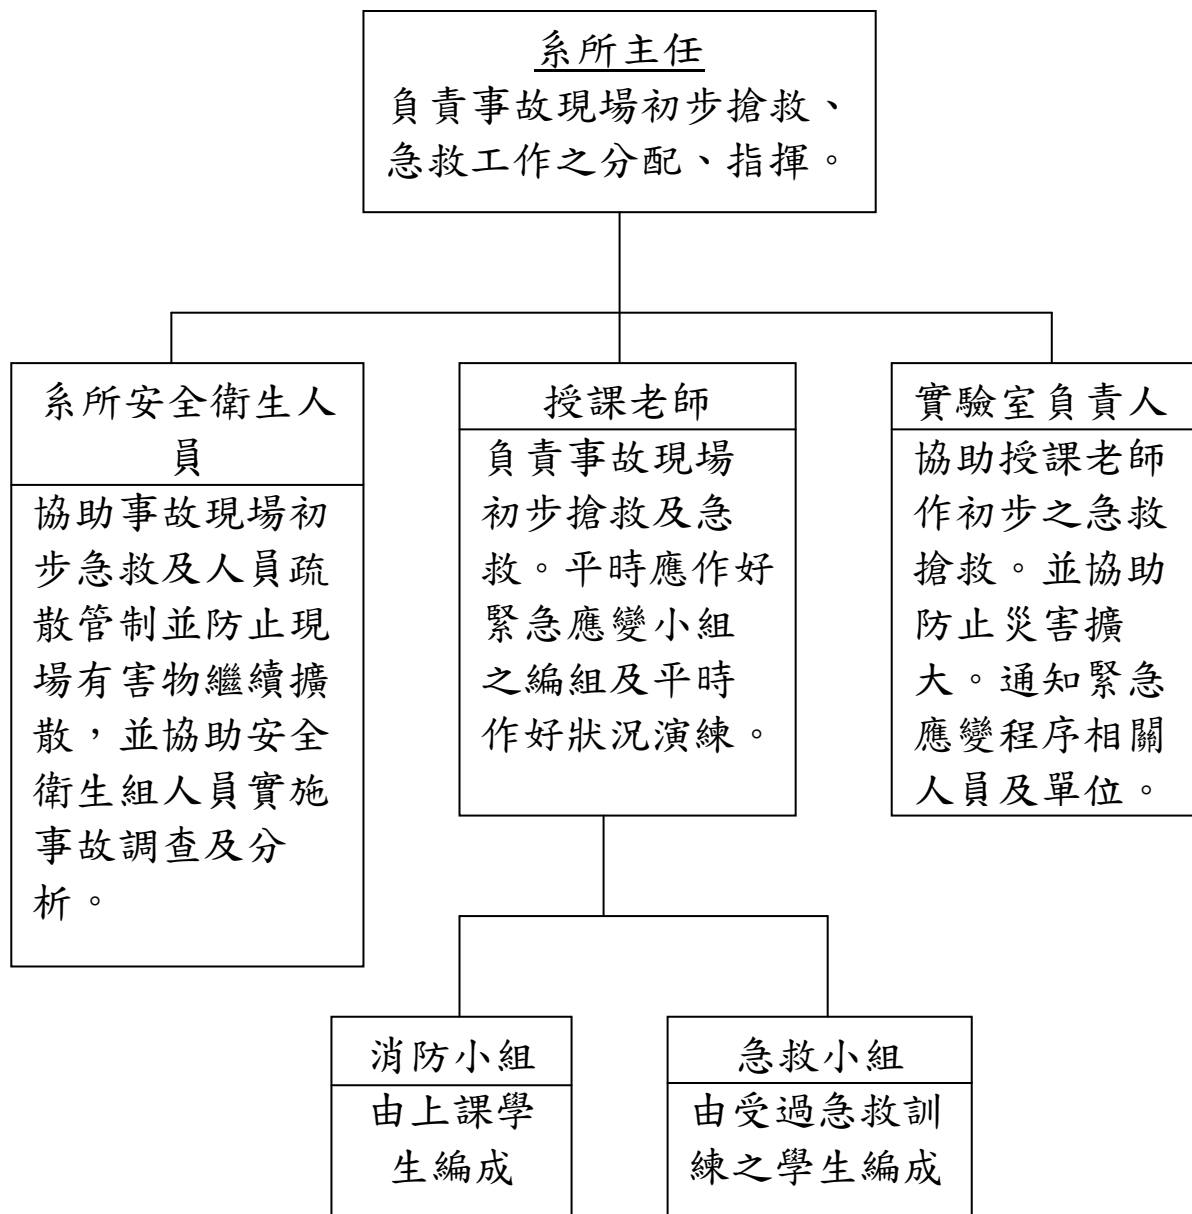 系所主任
負責事故現場初步搶救、
急救工作之分配、指揮。
系所安全衛生人
員
協助事故現場初
步急救及人員疏
散管制並防止現
場有害物繼續擴
散，並協助安全
衛生組人員實施
事故調查及分
析。
授課老師
負責事故現場
初步搶救及急
救。平時應作好
緊急應變小組
之編組及平時
作好狀況演練。
實驗室負責人
協助授課老師
作初步之急救
搶救。並協助
防止災害擴
大。通知緊急
應變程序相關
人員及單位。
消防小組
由上課學
生編成
急救小組
由受過急救訓
練之學生編成